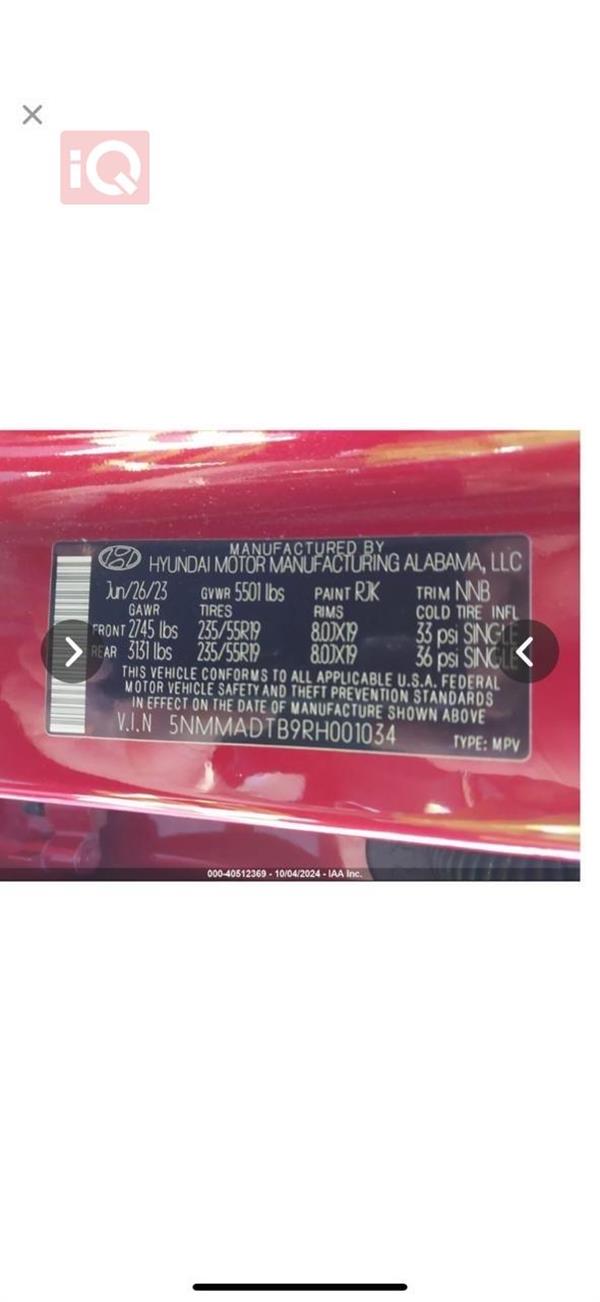 iQ
MANUFACTURED BY
HYUNDAI MOTOR MANUFACTURING ALABAMA, LLC
Jun/26/23 GVWR 5501 lbs PAINT RJK TRIM NNB
GAWR TIRES RIMS COLD TIRE INFL
FRONT 2745 lbs 235/55R19 8.0JX19 33 psi SINGLE
REAR 3131 lbs 235/55R19 8.0JX19 36 psi SINGLE
THIS VEHICLE CONFORMS TO ALL APPLICABLE U.S.A. FEDERAL
MOTOR VEHICLE SAFETY AND THEFT PREVENTION STANDARDS
IN EFFECT ON THE DATE OF MANUFACTURE SHOWN ABOVE
V.I.N 5NMMADTB9RH001034 TYPE: MPV
000-40512369 - 10/04/2024 - IAA Inc.